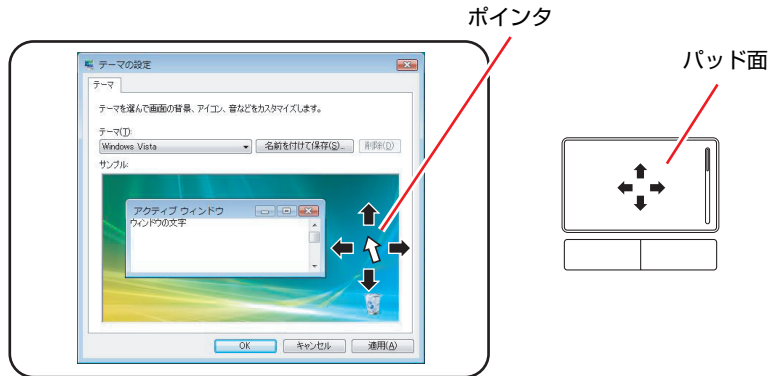 ポインタ
パッド面
テーマの設定
テーマ
テーマを選んで画面の背景、アイコン、音などをカスタマイズします。
テーマ(T):
Windows Vista
名前を付けて保存(S)...
削除(D)
サンプル:
アクティブ ウィンドウ
ウィンドウの文字
OK
キャンセル
適用(A)